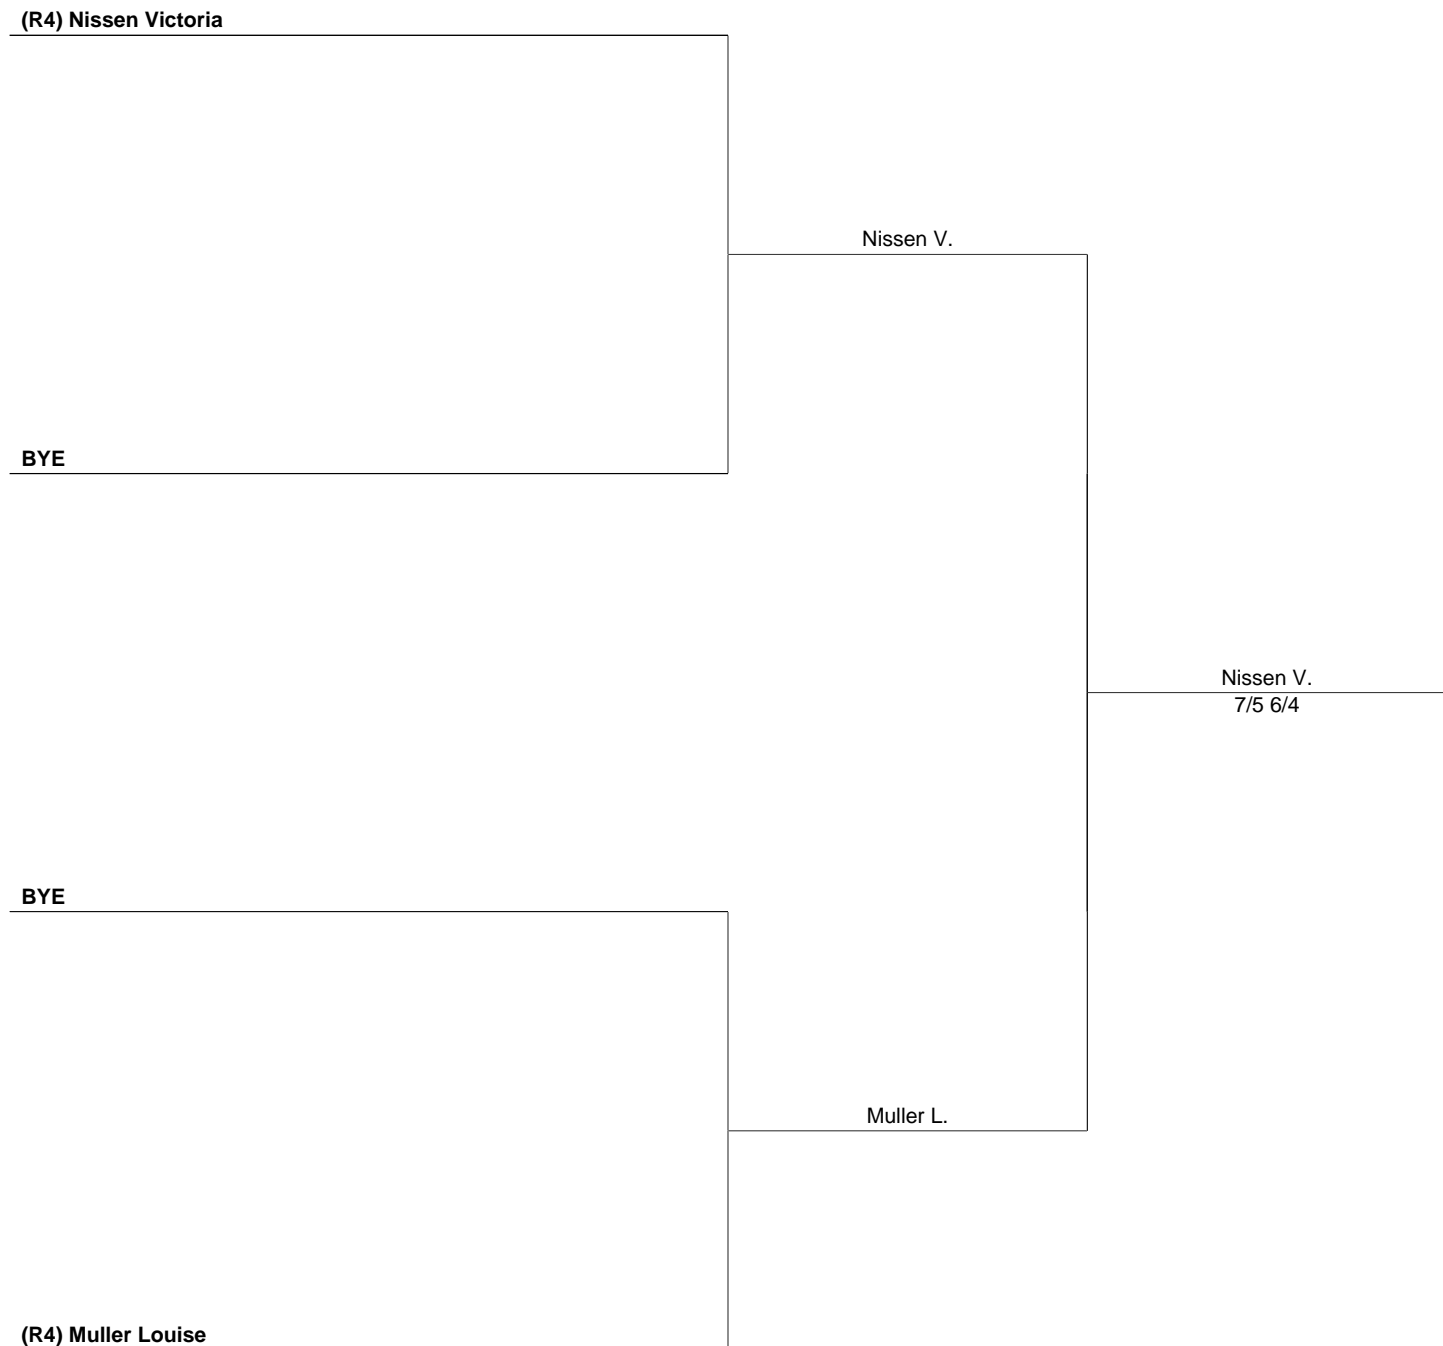 (R4) Nissen Victoria
Nissen V.
BYE
Nissen V.
7/5 6/4
BYE
Muller L.
(R4) Muller Louise